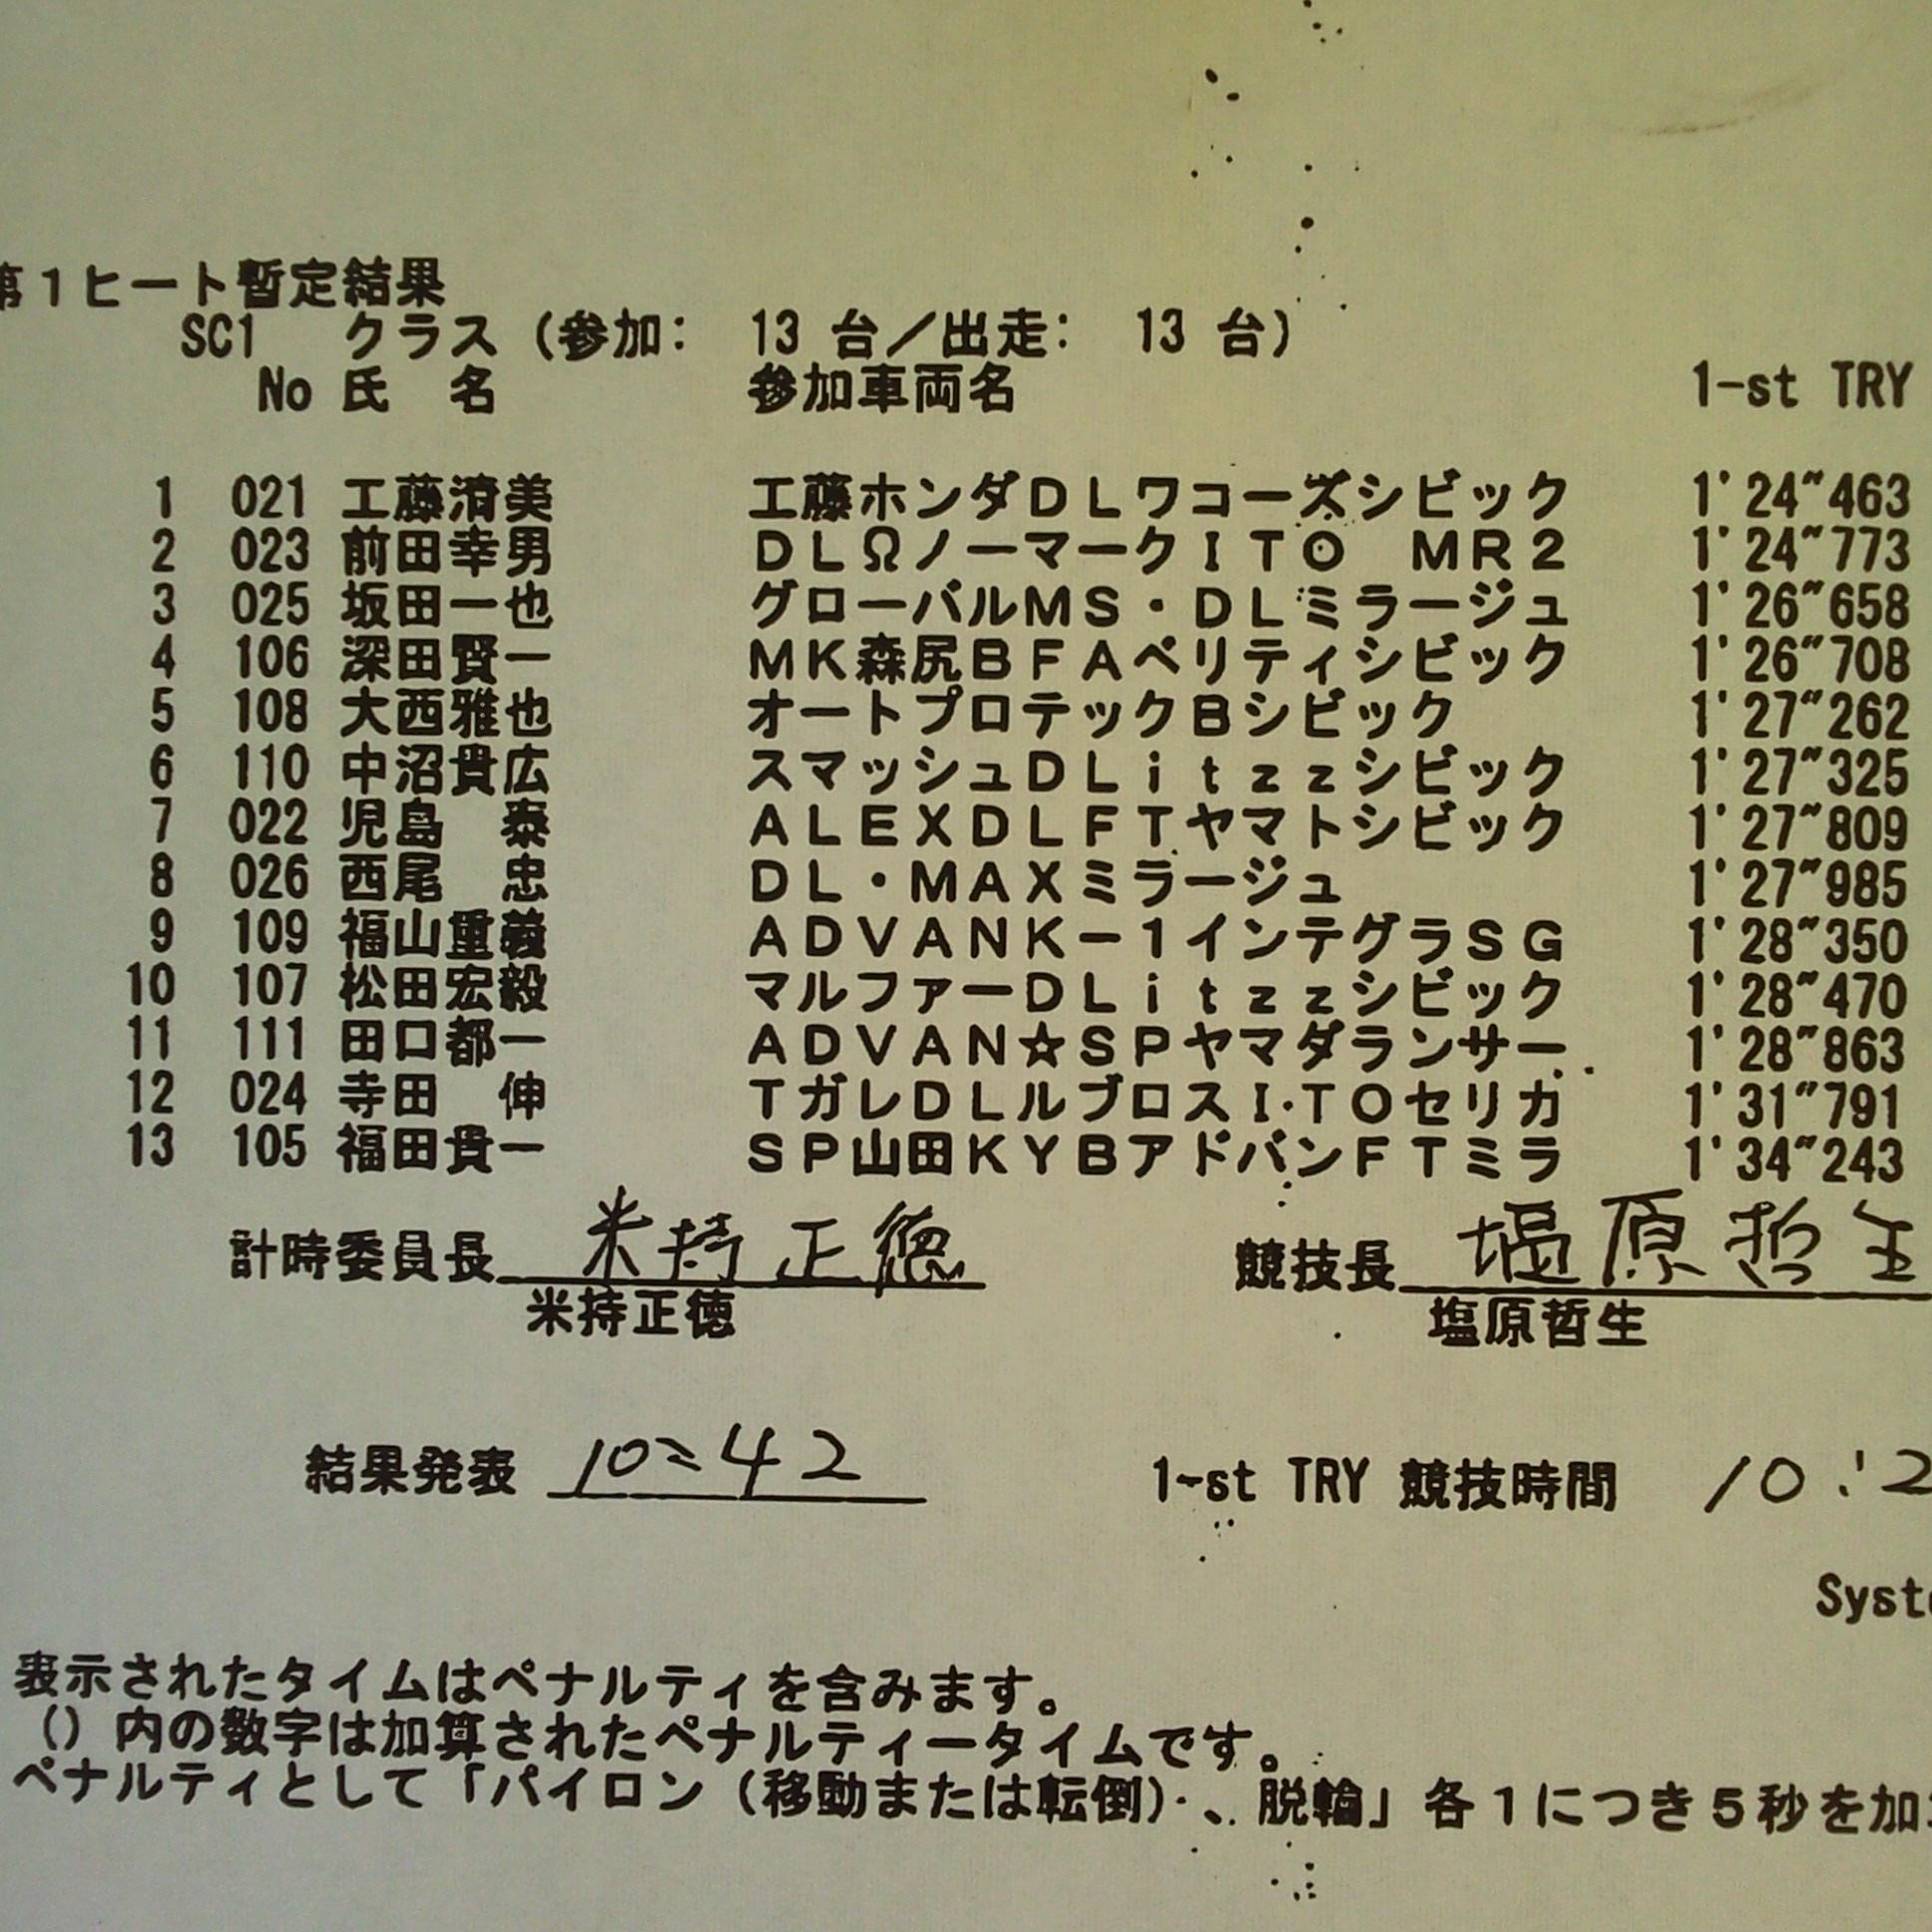 第１ヒート暫定結果
SC1 クラス (参加: 13 台／出走: 13 台)
No 氏 名 参加車両名 1-st TRY
1 021 工藤清美 工藤ホンダＤＬワコーズシビック 1'24"463
2 023 前田幸男 ＤＬΩノーマークＩＴＯ ＭＲ２ 1'24"773
3 025 坂田一也 グローバルＭＳ・ＤＬミラージュ 1'26"658
4 106 深田賢一 ＭＫ森尻ＢＦＡベリティシビック 1'26"708
5 108 大西雅也 オートプロテックＢシビック 1'27"262
6 110 中沼貴広 スマッシュＤＬｉｔｚｚシビック 1'27"325
7 022 児島 泰 ＡＬＥＸＤＬＦＴヤマトシビック 1'27"809
8 026 西尾 忠 ＤＬ・ＭＡＸミラージュ 1'27"985
9 109 福山重義 ＡＤＶＡＮＫ－１インテグラＳＧ 1'28"350
10 107 松田宏毅 マルファーＤＬｉｔｚｚシビック 1'28"470
11 111 田口都一 ＡＤＶＡＮ☆ＳＰヤマダランサー 1'28"863
12 024 寺田 伸 ＴガレＤＬルブロスＩＴＯセリカ 1'31"791
13 105 福田貴一 ＳＰ山田ＫＹＢアドバンＦＴミラ 1'34"243
計時委員長 米持正徳 競技長 塩原哲生
米持正徳 塩原哲生
結果発表 10:42 1-st TRY 競技時間 10:2
Syste
表示されたタイムはペナルティを含みます。
() 内の数字は加算されたペナルティータイムです。
ペナルティとして「パイロン (移動または転倒) 、脱輪」各１につき５秒を加